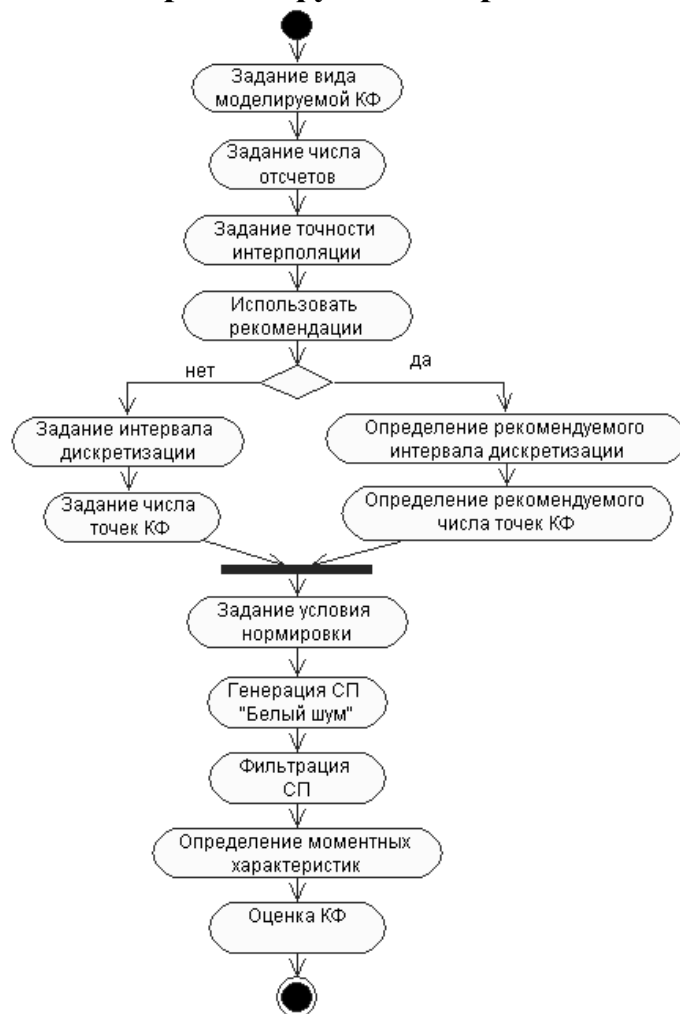 Задание вида
моделируемой КФ
Задание числа
отсчетов
Задание точности
интерполяции
Использовать
рекомендации
нет
да
Задание интервала
дискретизации
Определение рекомендуемого
интервала дискретизации
Задание числа
точек КФ
Определение рекомендуемого
числа точек КФ
Задание условия
нормировки
Генерация СП
"Белый шум"
Фильтрация
СП
Определение моментных
характеристик
Оценка КФ